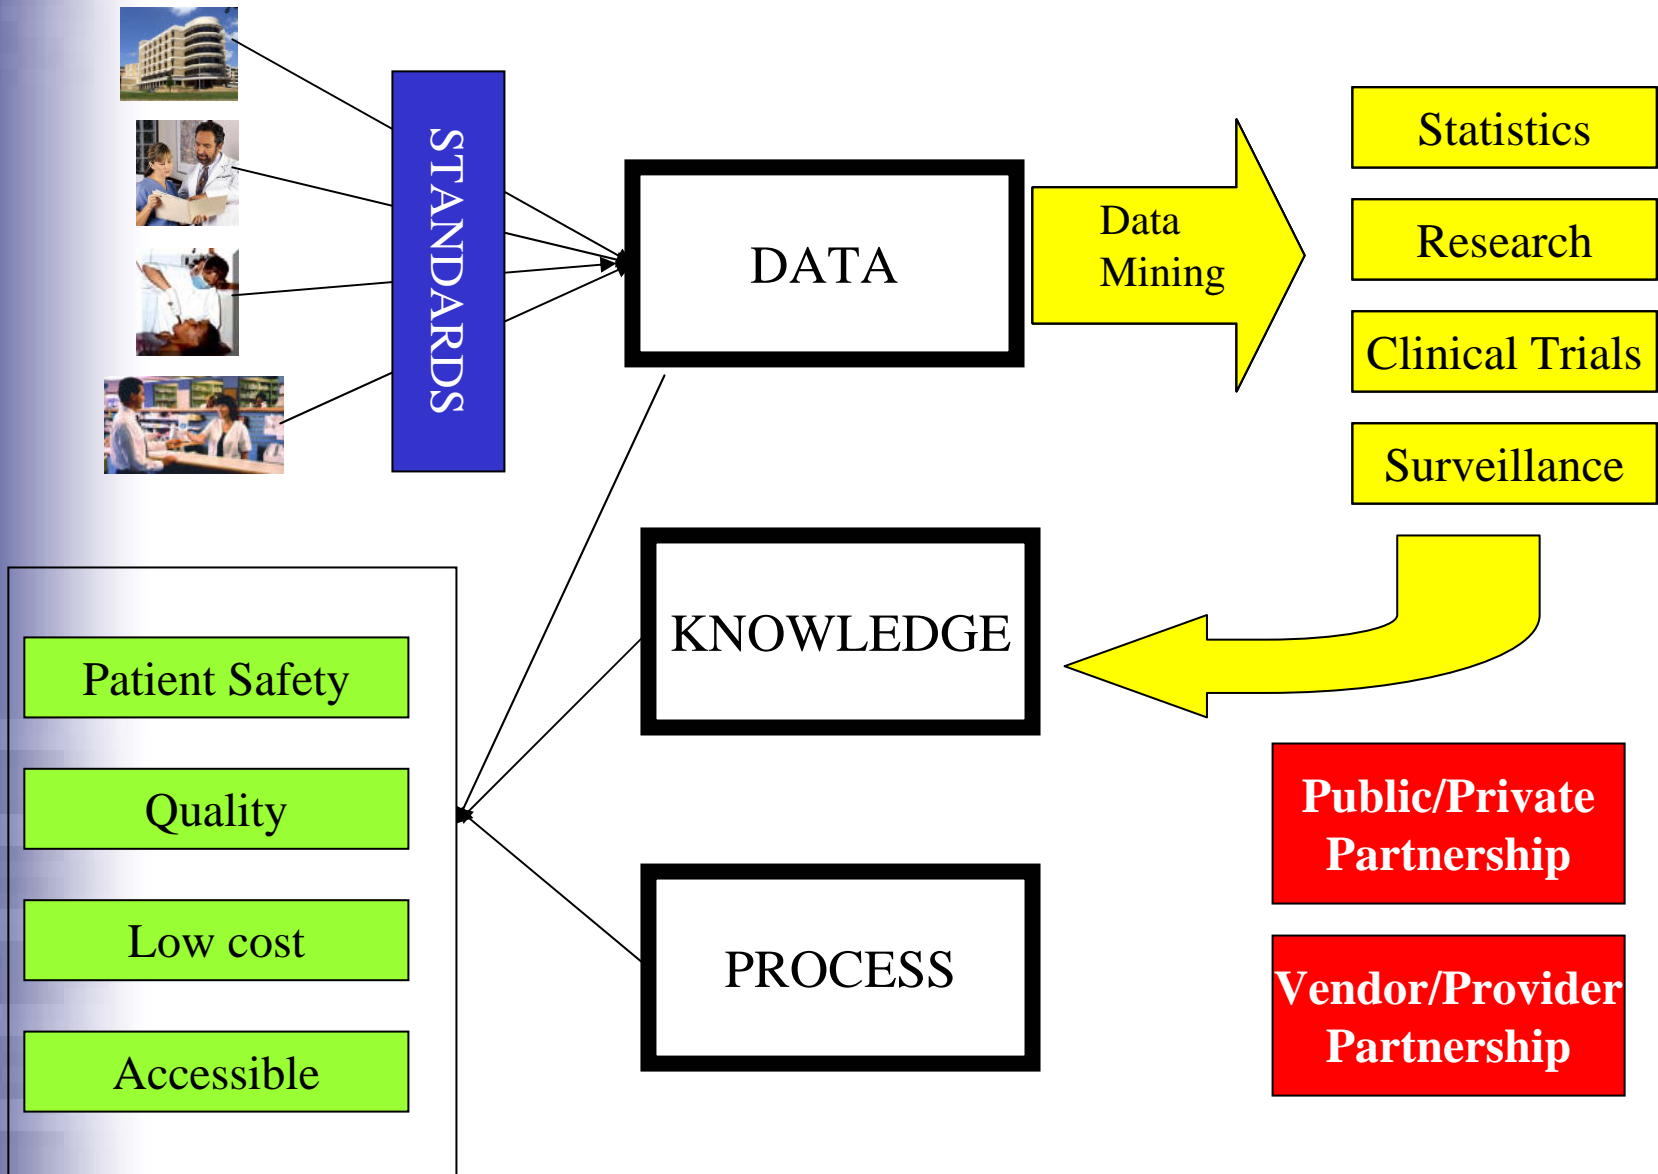 STANDARDS
DATA
Data
Mining
Statistics
Research
Clinical Trials
Surveillance
KNOWLEDGE
PROCESS
Patient Safety
Quality
Low cost
Accessible
Public/Private
Partnership
Vendor/Provider
Partnership